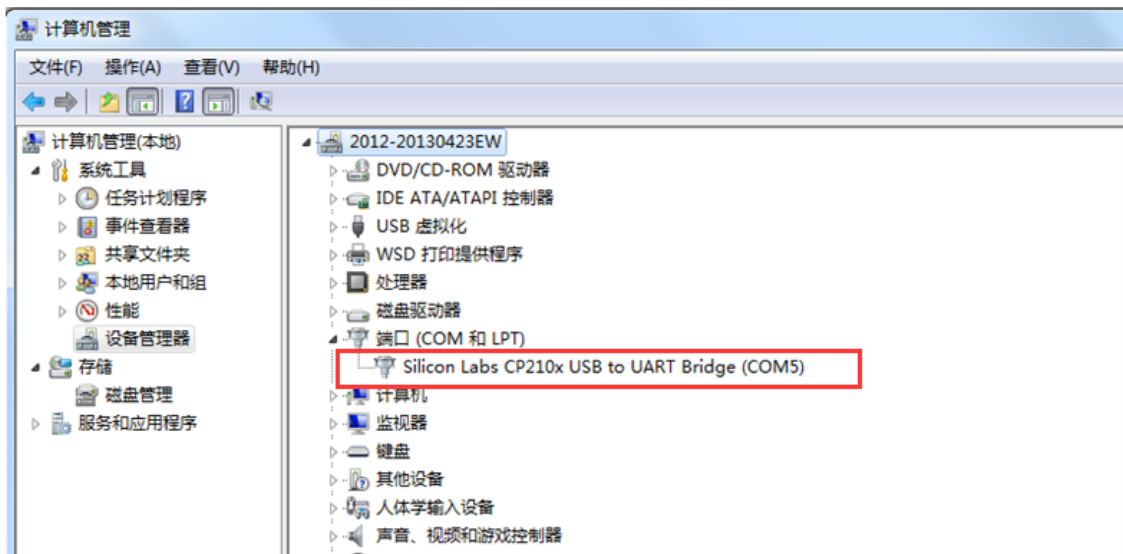 计算机管理
文件(F) 操作(A) 查看(V) 帮助(H)
计算机管理(本地)
系统工具
任务计划程序
事件查看器
共享文件夹
本地用户和组
性能
设备管理器
存储
磁盘管理
服务和应用程序
2012-20130423EW
DVD/CD-ROM 驱动器
IDE ATA/ATAPI 控制器
USB 虚拟化
WSD 打印提供程序
处理器
磁盘驱动器
端口 (COM 和 LPT)
Silicon Labs CP210x USB to UART Bridge (COM5)
计算机
监视器
键盘
其他设备
人体学输入设备
声音、视频和游戏控制器